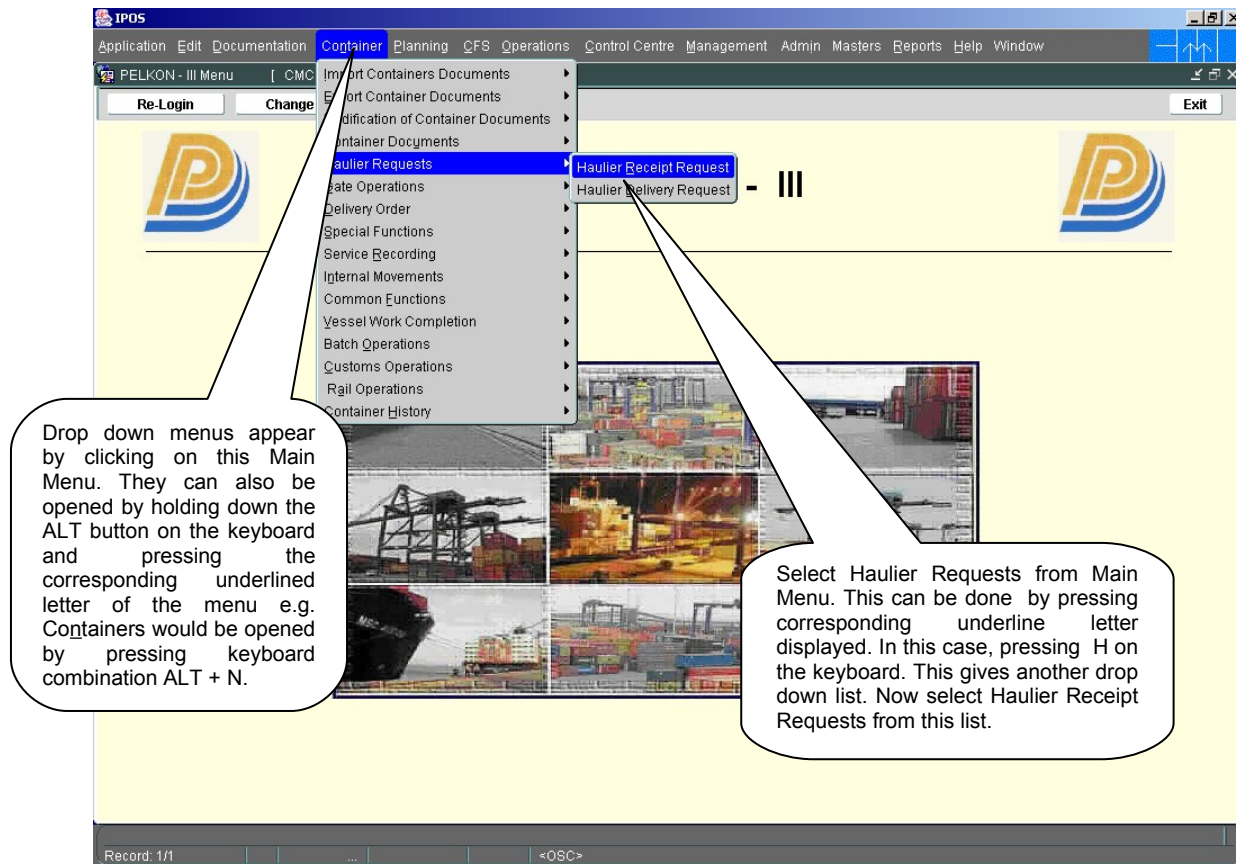 IPOS
Application Edit Documentation Container Planning CFS Operations Control Centre Management Admin Masters Reports Help Window
PELKON - III Menu [ CMC
Re-Login Change Exit
Import Containers Documents
Export Container Documents
Modification of Container Documents
Container Documents
Haulier Requests
Haulier Receipt Request
Gate Operations
Haulier Delivery Request
- III
Delivery Order
Special Functions
Service Recording
Internal Movements
Common Functions
Vessel Work Completion
Batch Operations
Customs Operations
Rail Operations
Container History
Drop down menus appear
by clicking on this Main
Menu. They can also be
opened by holding down the
ALT button on the keyboard
and pressing the
corresponding underlined
letter of the menu e.g.
Containers would be opened
by pressing keyboard
combination ALT + N.
Select Haulier Requests from Main
Menu. This can be done by pressing
corresponding underline letter
displayed. In this case, pressing H on
the keyboard. This gives another drop
down list. Now select Haulier Receipt
Requests from this list.
Record: 1/1 ... <OSC>